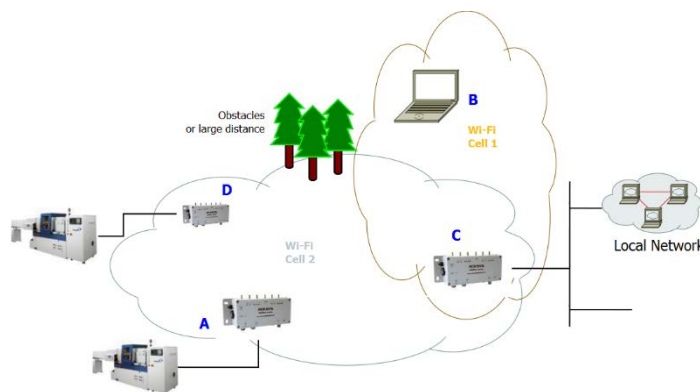 Obstacles
or large distance
B
Wi-Fi
Cell 1
D
Wi-Fi
Cell 2
C
Local Network
A